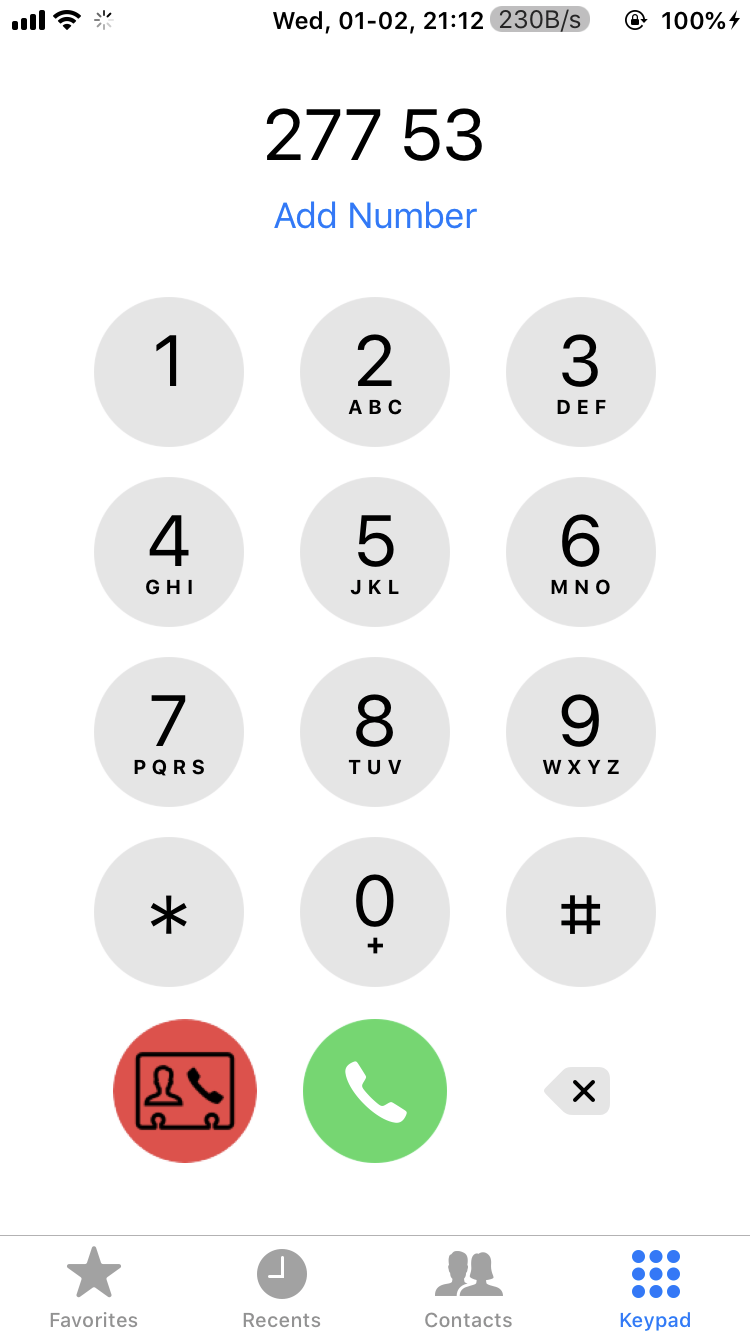 Wed, 01-02, 21:12 230B/s 100%
277 53
Add Number
1 2 3
ABC DEF
4 5 6
GHI JKL MNO
7 8 9
PQRS TUV WXYZ
* 0 #
+
Favorites Recents Contacts Keypad